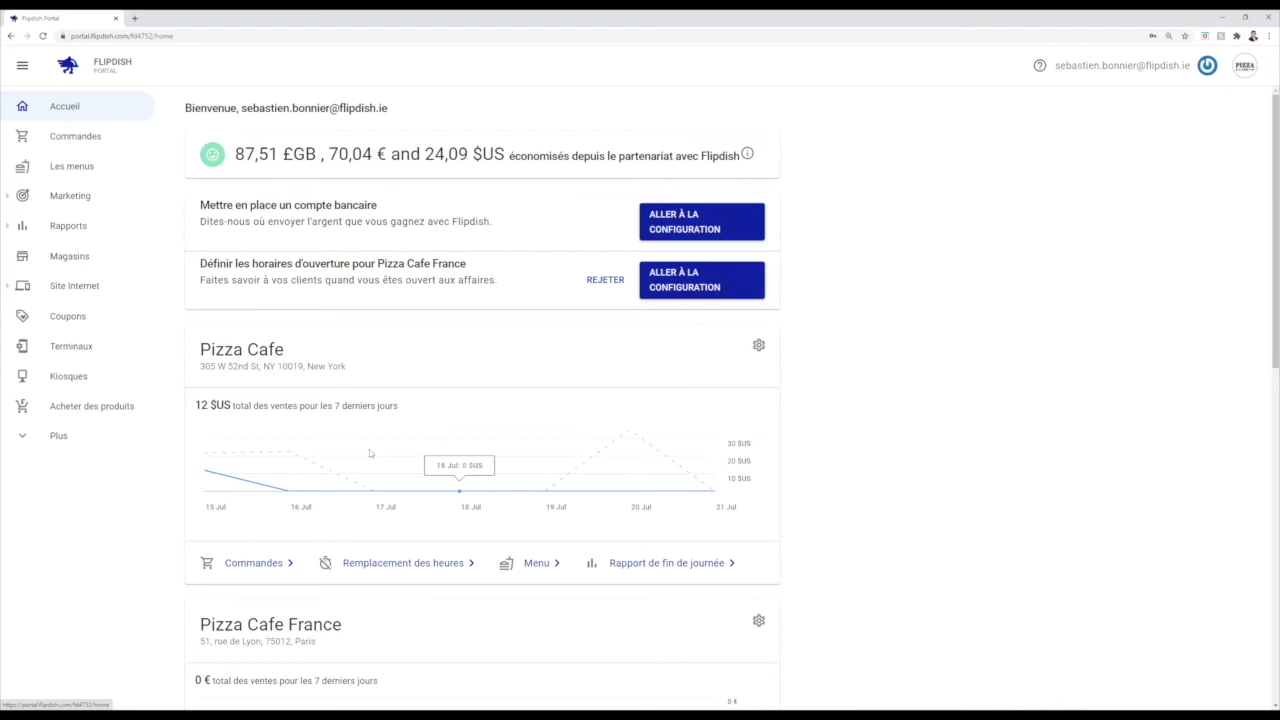 Flipdish Portal
portal.flipdish.com/fd4752/home
FLIPDISH
PORTAL
sebastien.bonnier@flipdish.ie
PIZZA
Accueil
Commandes
Les menus
Marketing
Rapports
Magasins
Site Internet
Coupons
Terminaux
Kiosques
Acheter des produits
Plus
Bienvenue, sebastien.bonnier@flipdish.ie
87,51 £GB , 70,04 € and 24,09 $US économisés depuis le partenariat avec Flipdish
Mettre en place un compte bancaire
Dites-nous où envoyer l'argent que vous gagnez avec Flipdish.
ALLER À LA
CONFIGURATION
Définir les horaires d'ouverture pour Pizza Cafe France
Faites savoir à vos clients quand vous êtes ouvert aux affaires.
REJETER
ALLER À LA
CONFIGURATION
Pizza Cafe
305 W 52nd St, NY 10019, New York
12 $US total des ventes pour les 7 derniers jours
30 $US
20 $US
10 $US
18 Jul: 0 $US
15 Jul 16 Jul 17 Jul 18 Jul 19 Jul 20 Jul 21 Jul
Commandes
Remplacement des heures
Menu
Rapport de fin de journée
Pizza Cafe France
51, rue de Lyon, 75012, Paris
0 € total des ventes pour les 7 derniers jours
0 €
https://portal.flipdish.com/fd4752/home